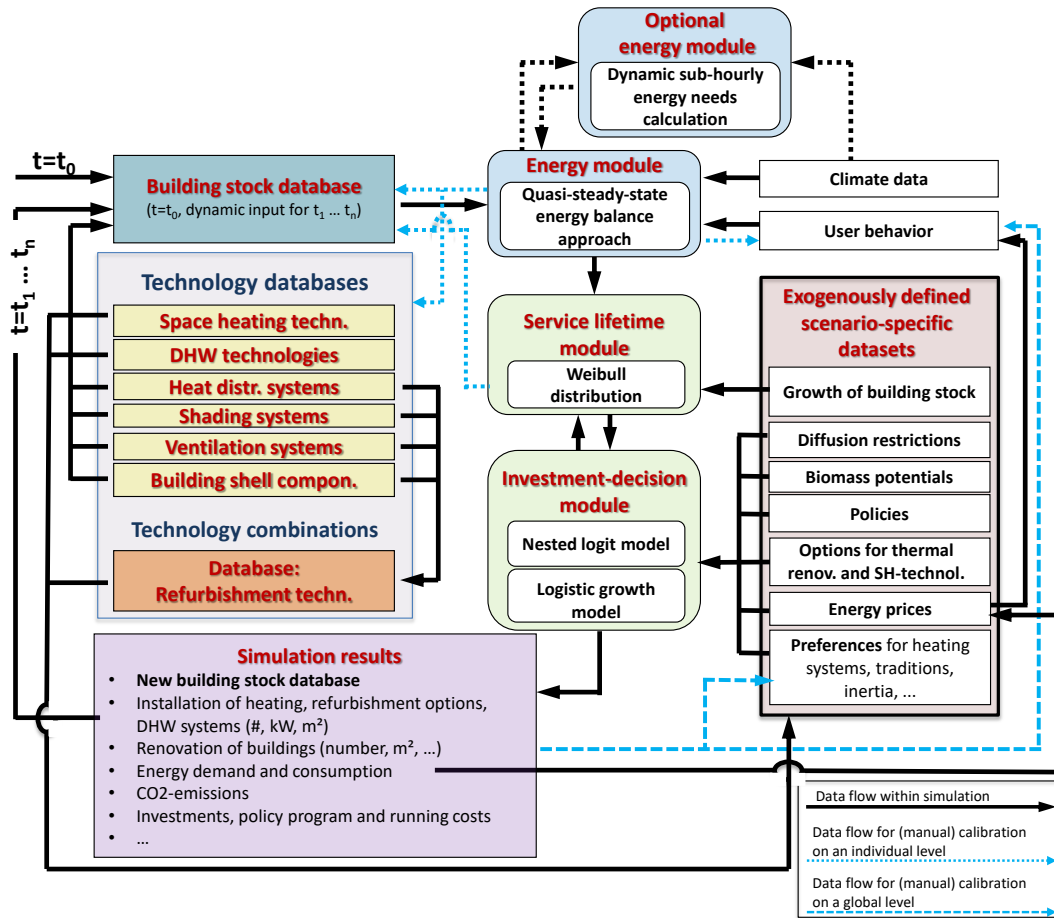 Optional
energy module
Dynamic sub-hourly
energy needs
calculation
t=t0
Building stock database
(t=t0, dynamic input for t1 ... tn)
Energy module
Quasi-steady-state
energy balance
approach
Climate data
User behavior
t=t1 ... tn
Technology databases
Space heating techn.
DHW technologies
Heat distr. systems
Shading systems
Ventilation systems
Building shell compon.
Technology combinations
Database:
Refurbishment techn.
Service lifetime
module
Weibull
distribution
Investment-decision
module
Nested logit model
Logistic growth
model
Exogenously defined
scenario-specific
datasets
Growth of building stock
Diffusion restrictions
Biomass potentials
Policies
Options for thermal
renov. and SH-technol.
Energy prices
Preferences for heating
systems, traditions,
inertia, ...
Simulation results
• New building stock database
• Installation of heating, refurbishment options,
DHW systems (#, kW, m²)
• Renovation of buildings (number, m², …)
• Energy demand and consumption
• CO2-emissions
• Investments, policy program and running costs
• …
Data flow within simulation
Data flow for (manual) calibration
on an individual level
Data flow for (manual) calibration
on a global level